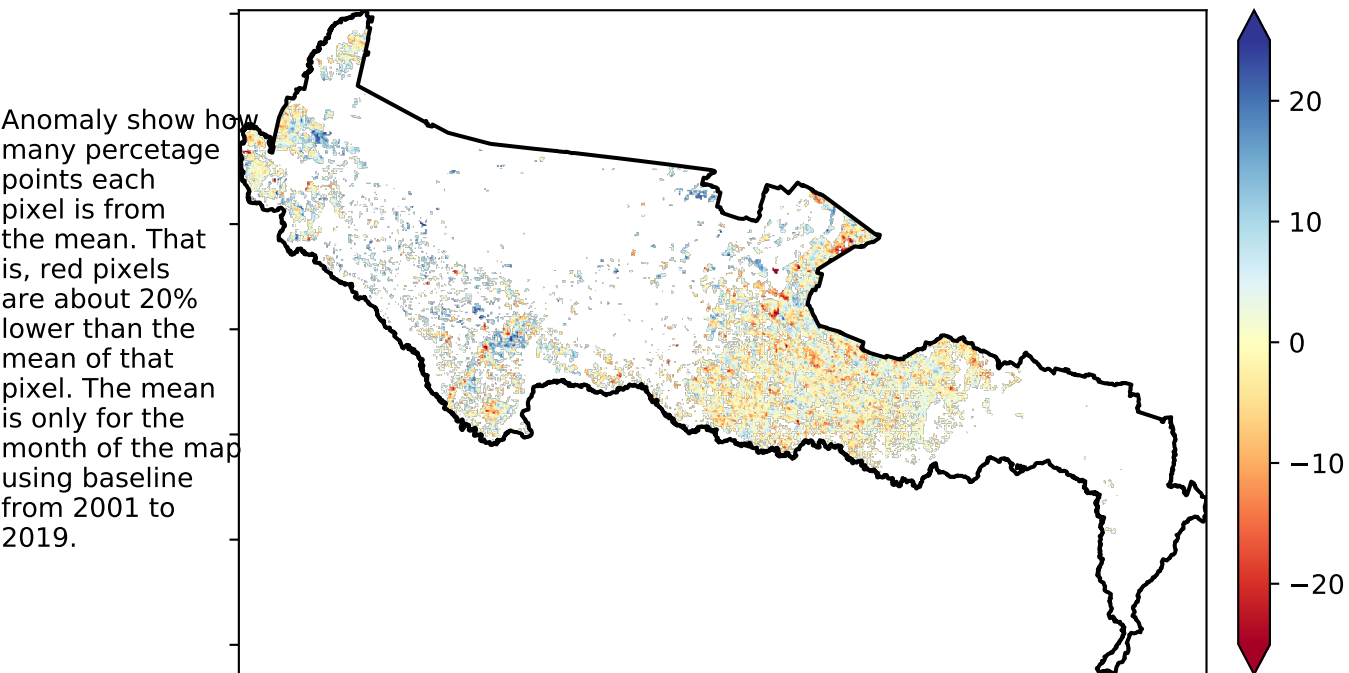 Anomaly show how
many percetage
points each
pixel is from
the mean. That
is, red pixels
are about 20%
lower than the
mean of that
pixel. The mean
is only for the
month of the map
using baseline
from 2001 to
2019.
20
10
0
−10
−20